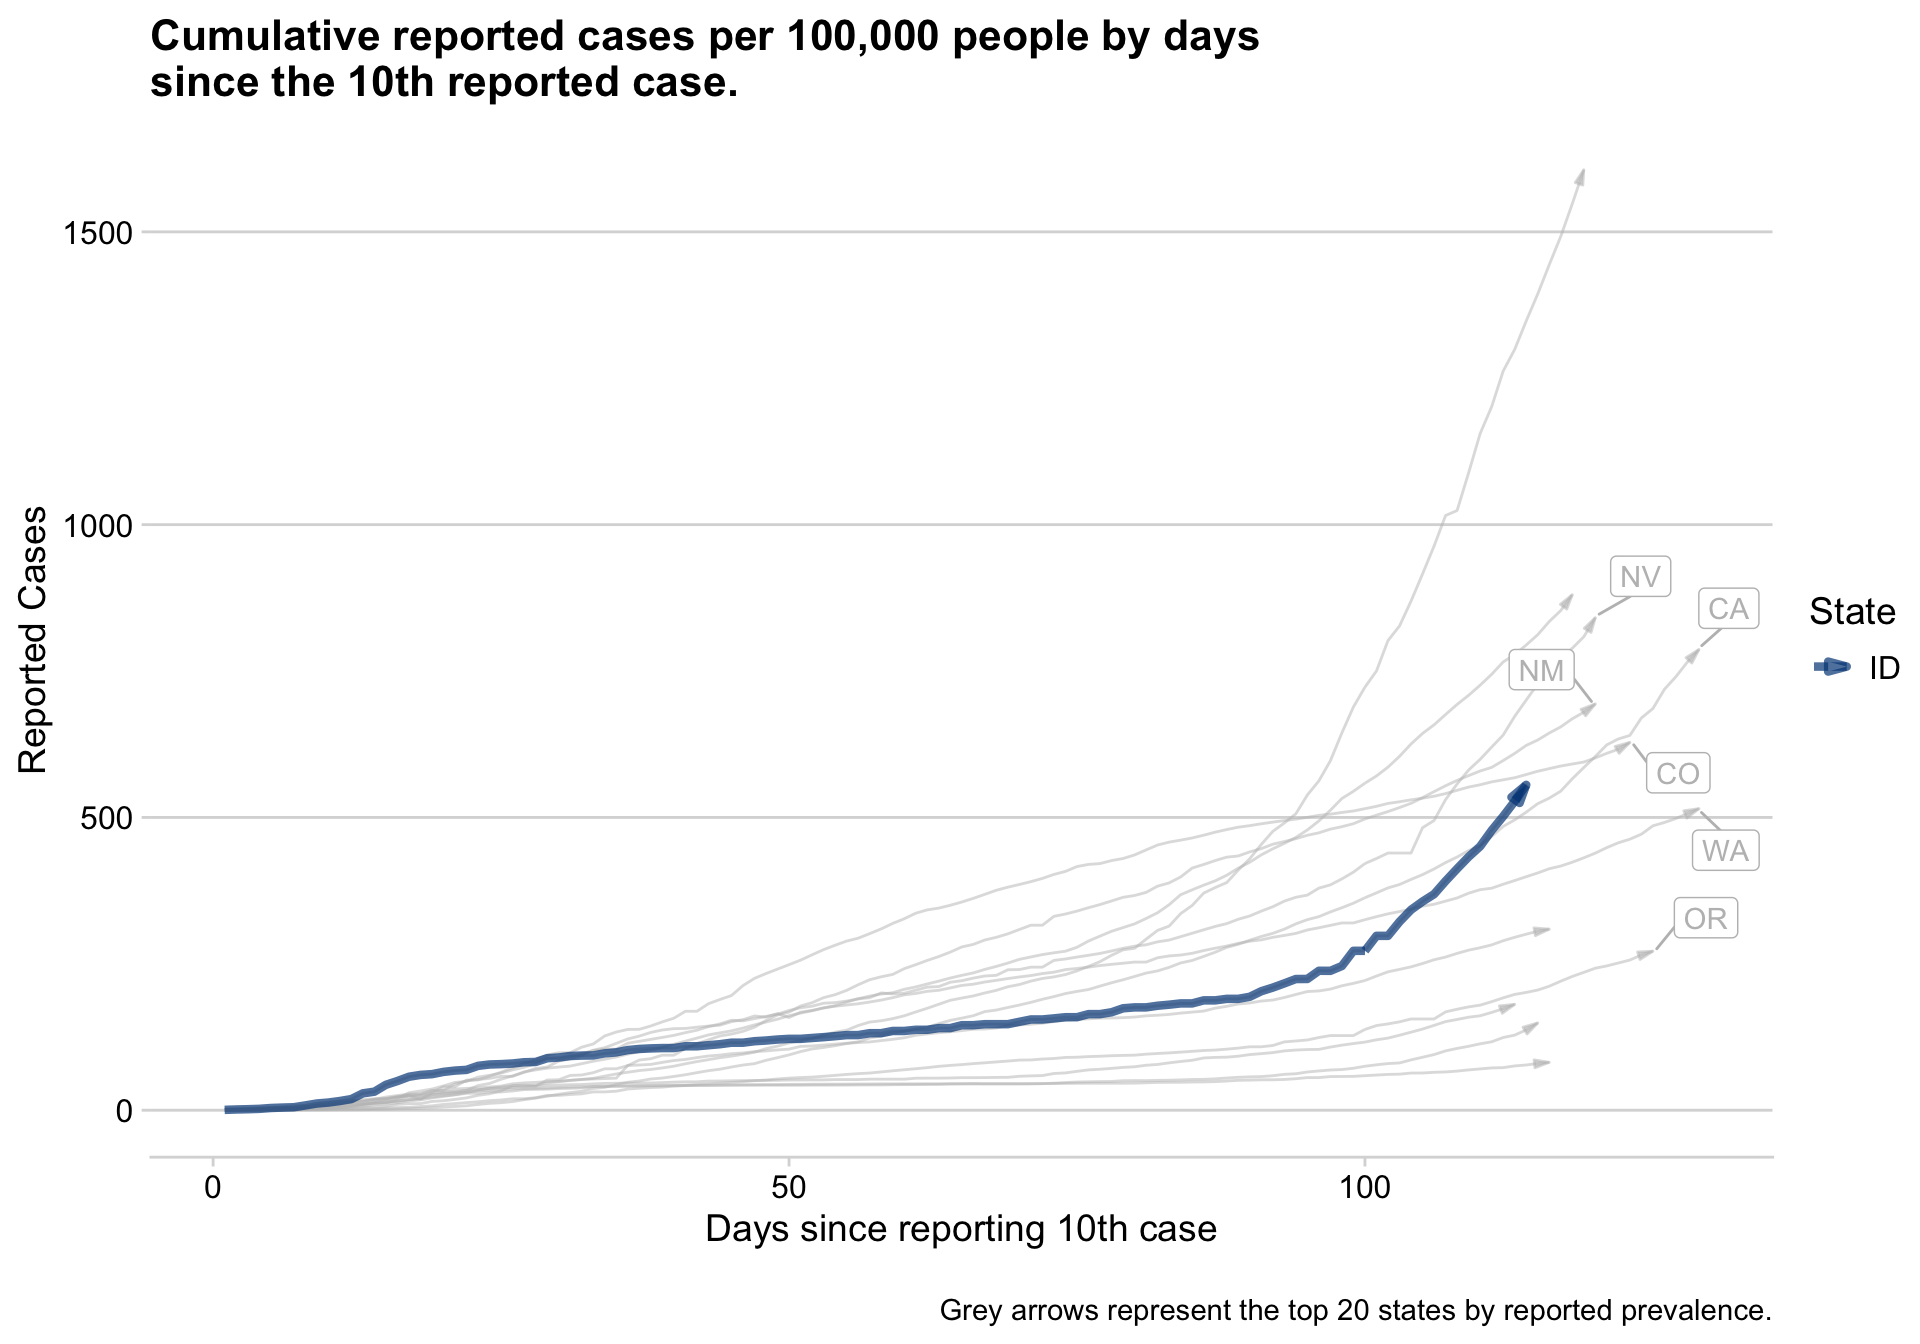 Cumulative reported cases per 100,000 people by days
since the 10th reported case.
1500
1000
500
0
Reported Cases
NV
CA
NM
CO
WA
OR
State
ID
0
50
100
Days since reporting 10th case
Grey arrows represent the top 20 states by reported prevalence.